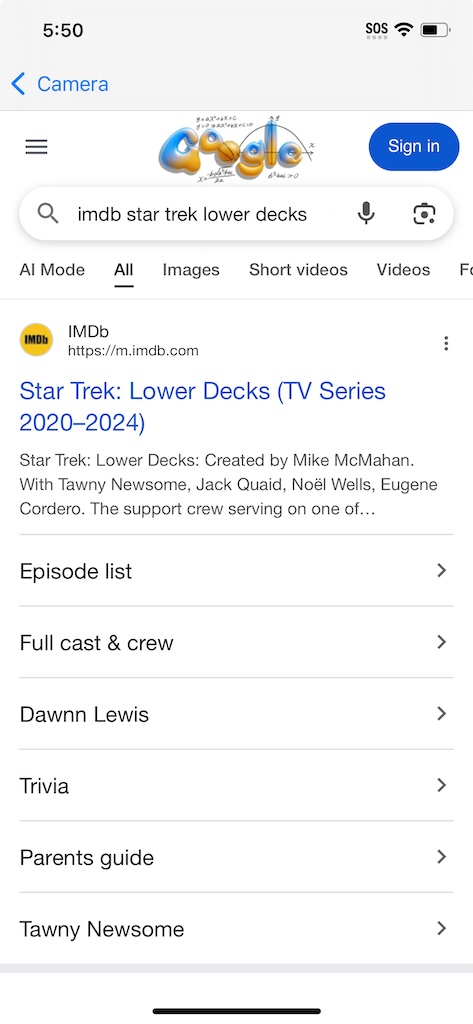 5:50
SOS
Camera
Google
y=ax²+bx+c
Sign in
imdb star trek lower decks
AI Mode All Images Short videos Videos
IMDb
IMDb
https://m.imdb.com
Star Trek: Lower Decks (TV Series
2020–2024)
Star Trek: Lower Decks: Created by Mike McMahan.
With Tawny Newsome, Jack Quaid, Noël Wells, Eugene
Cordero. The support crew serving on one of…
Episode list
Full cast & crew
Dawnn Lewis
Trivia
Parents guide
Tawny Newsome